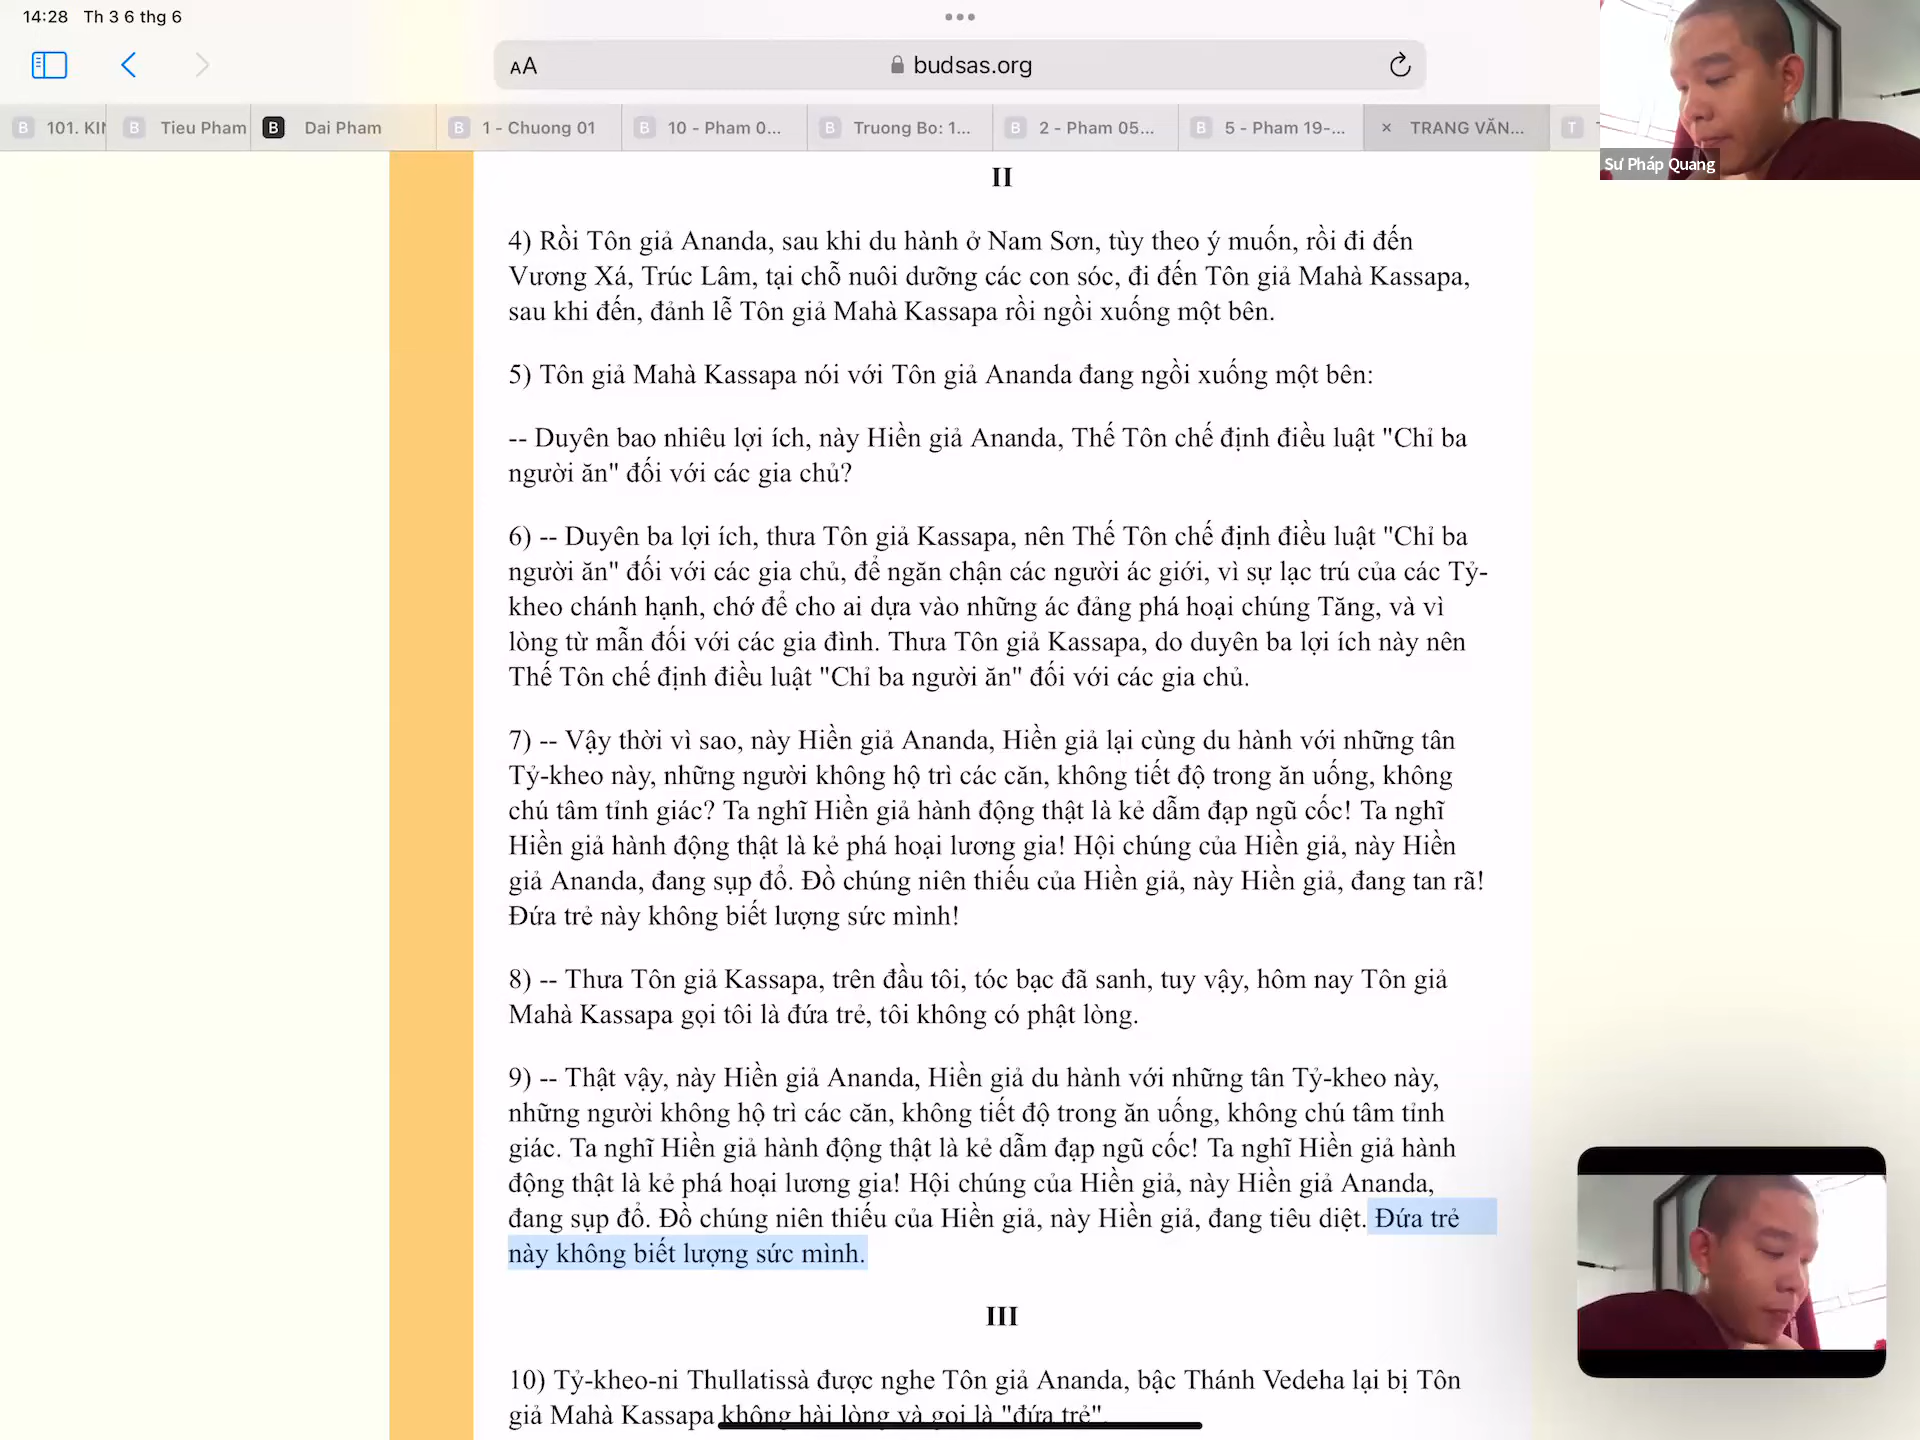 14:28 Th 3 6 thg 6
AA budsas.org
101. KIN Tieu Pham Dai Pham 1 - Chuong 01 10 - Pham 0... Truong Bo: 1... 2 - Pham 05... 5 - Pham 19-... TRANG VĂN...
Sư Pháp Quang
II
4) Rồi Tôn giả Ananda, sau khi du hành ở Nam Sơn, tùy theo ý muốn, rồi đi đến
Vương Xá, Trúc Lâm, tại chỗ nuôi dưỡng các con sóc, đi đến Tôn giả Mahà Kassapa,
sau khi đến, đảnh lễ Tôn giả Mahà Kassapa rồi ngồi xuống một bên.
5) Tôn giả Mahà Kassapa nói với Tôn giả Ananda đang ngồi xuống một bên:
-- Duyên bao nhiêu lợi ích, này Hiền giả Ananda, Thế Tôn chế định điều luật "Chỉ ba
người ăn" đối với các gia chủ?
6) -- Duyên ba lợi ích, thưa Tôn giả Kassapa, nên Thế Tôn chế định điều luật "Chỉ ba
người ăn" đối với các gia chủ, để ngăn chận các người ác giới, vì sự lạc trú của các Tỷ-
kheo chánh hạnh, chớ để cho ai dựa vào những ác đảng phá hoại chúng Tăng, và vì
lòng từ mẫn đối với các gia đình. Thưa Tôn giả Kassapa, do duyên ba lợi ích này nên
Thế Tôn chế định điều luật "Chỉ ba người ăn" đối với các gia chủ.
7) -- Vậy thời vì sao, này Hiền giả Ananda, Hiền giả lại cùng du hành với những tân
Tỷ-kheo này, những người không hộ trì các căn, không tiết độ trong ăn uống, không
chú tâm tỉnh giác? Ta nghĩ Hiền giả hành động thật là kẻ dẫm đạp ngũ cốc! Ta nghĩ
Hiền giả hành động thật là kẻ phá hoại lương gia! Hội chúng của Hiền giả, này Hiền
giả Ananda, đang sụp đổ. Đồ chúng niên thiếu của Hiền giả, này Hiền giả, đang tan rã!
Đứa trẻ này không biết lượng sức mình!
8) -- Thưa Tôn giả Kassapa, trên đầu tôi, tóc bạc đã sanh, tuy vậy, hôm nay Tôn giả
Mahà Kassapa gọi tôi là đứa trẻ, tôi không có phật lòng.
9) -- Thật vậy, này Hiền giả Ananda, Hiền giả du hành với những tân Tỷ-kheo này,
những người không hộ trì các căn, không tiết độ trong ăn uống, không chú tâm tỉnh
giác. Ta nghĩ Hiền giả hành động thật là kẻ dẫm đạp ngũ cốc! Ta nghĩ Hiền giả hành
động thật là kẻ phá hoại lương gia! Hội chúng của Hiền giả, này Hiền giả Ananda,
đang sụp đổ. Đồ chúng niên thiếu của Hiền giả, này Hiền giả, đang tiêu diệt. Đứa trẻ
này không biết lượng sức mình.
III
10) Tỷ-kheo-ni Thullatissà được nghe Tôn giả Ananda, bậc Thánh Vedeha lại bị Tôn
giả Mahà Kassapa không hài lòng và gọi là "đứa trẻ".